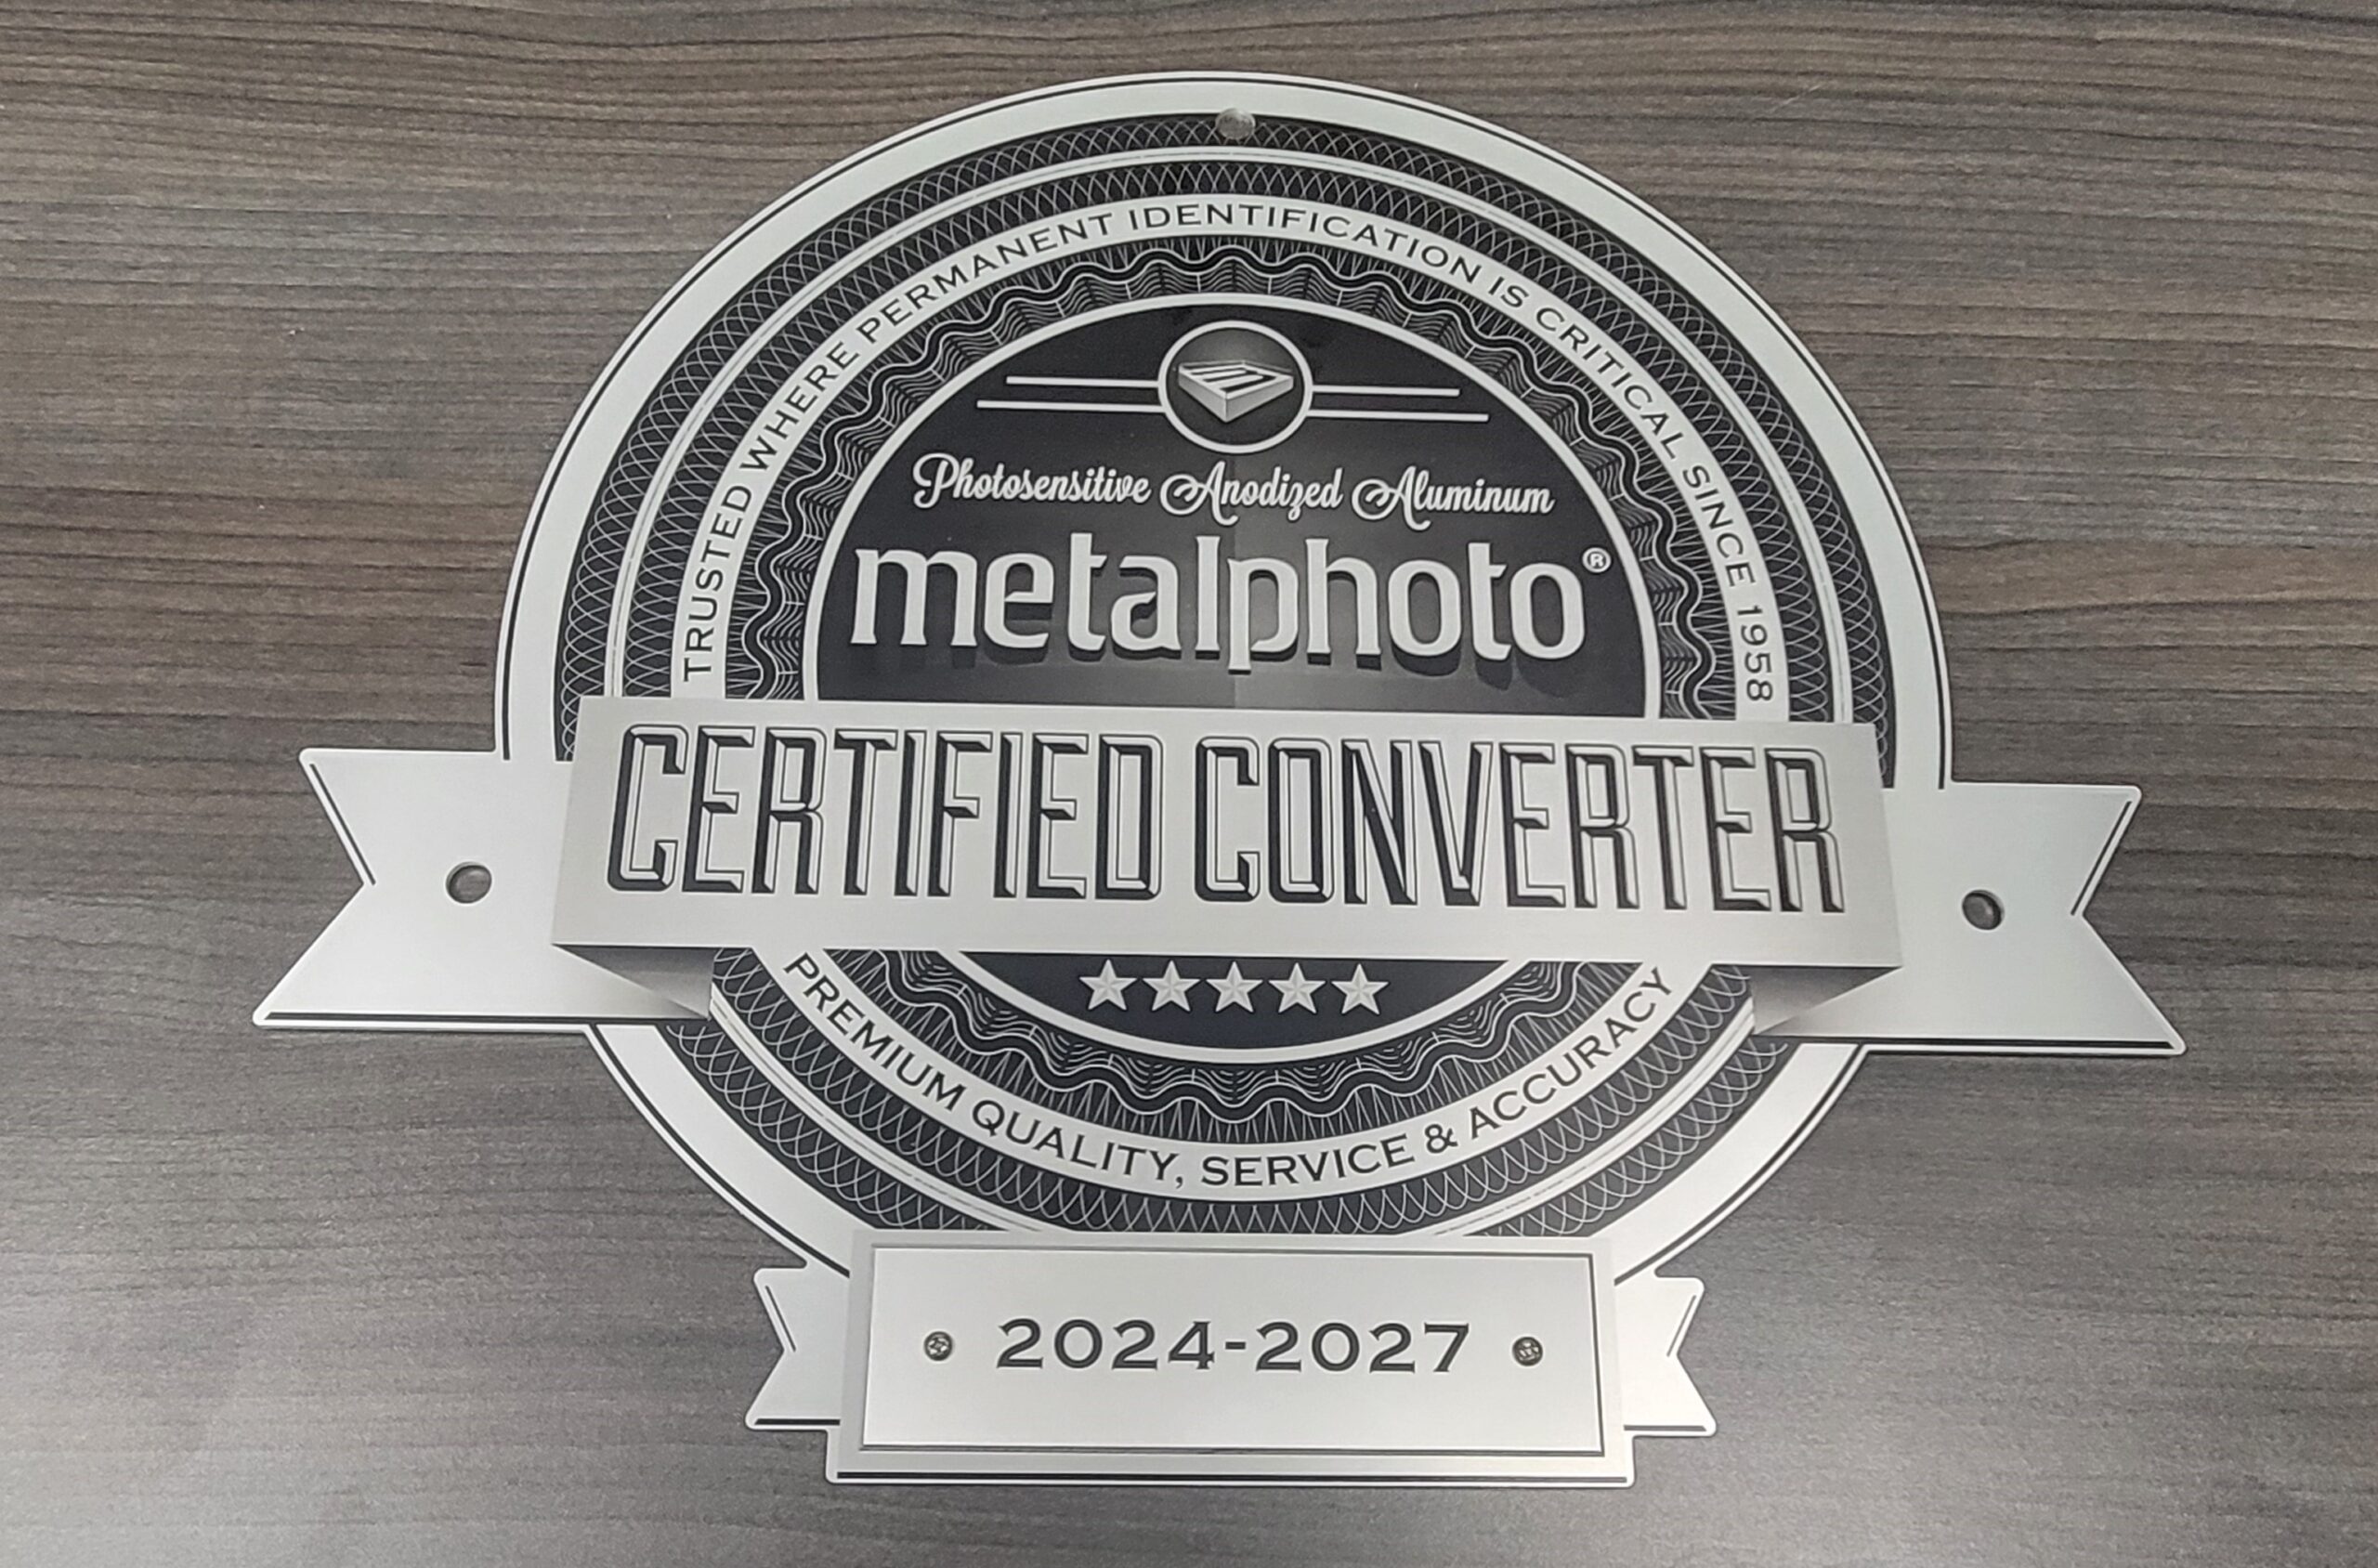 TRUSTED WHERE PERMANENT IDENTIFICATION IS CRITICAL SINCE 1958
Photosensitive Anodized Aluminum
metalphoto®
CERTIFIED CONVERTER
PREMIUM QUALITY, SERVICE & ACCURACY
2024-2027